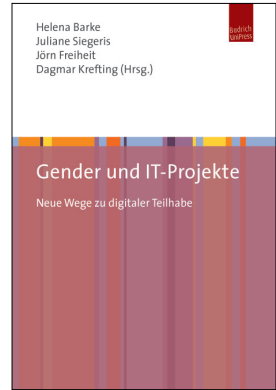 Helena Barke
Juliane Siegeris
Jörn Freiheit
Dagmar Krefting (Hrsg.)
Budrich
UniPress
Gender und IT-Projekte
Neue Wege zu digitaler Teilhabe